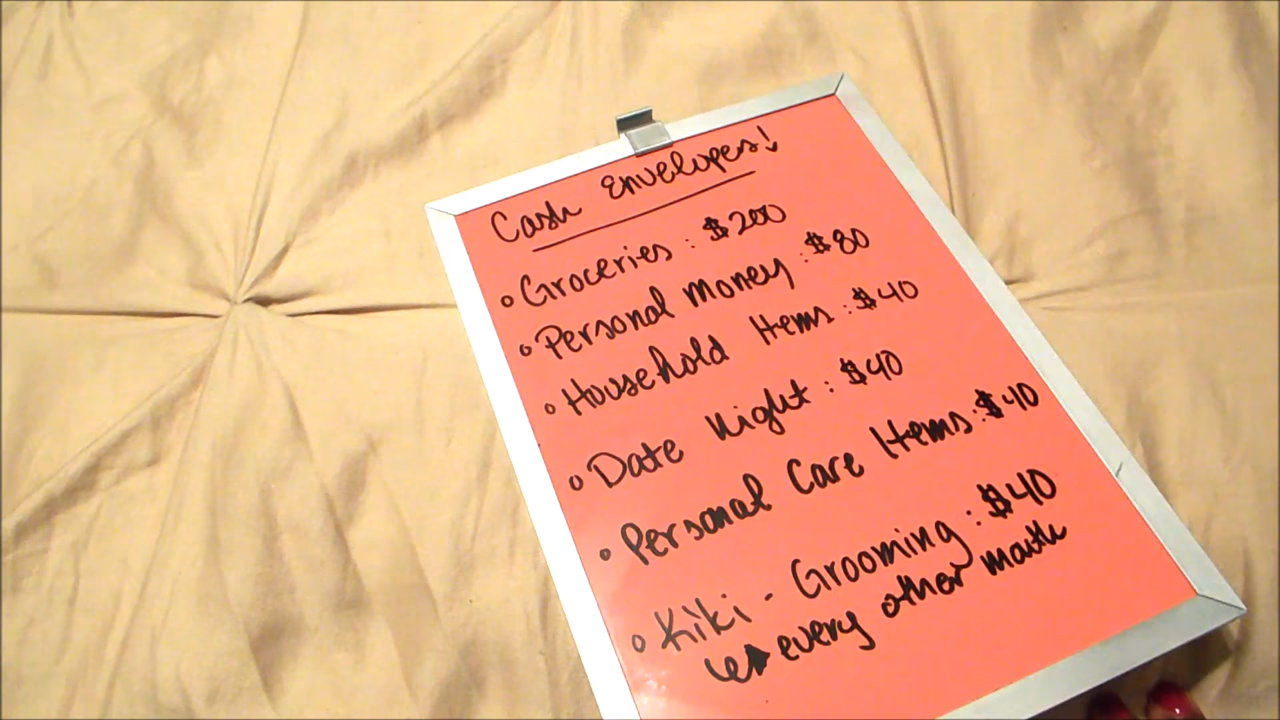 Cash Envelopes!
• Groceries: $200
• Personal Money: $80
• Household Items: $40
• Date Night: $40
• Personal Care Items: $40
• Kiki - Grooming: $40
↳ every other month